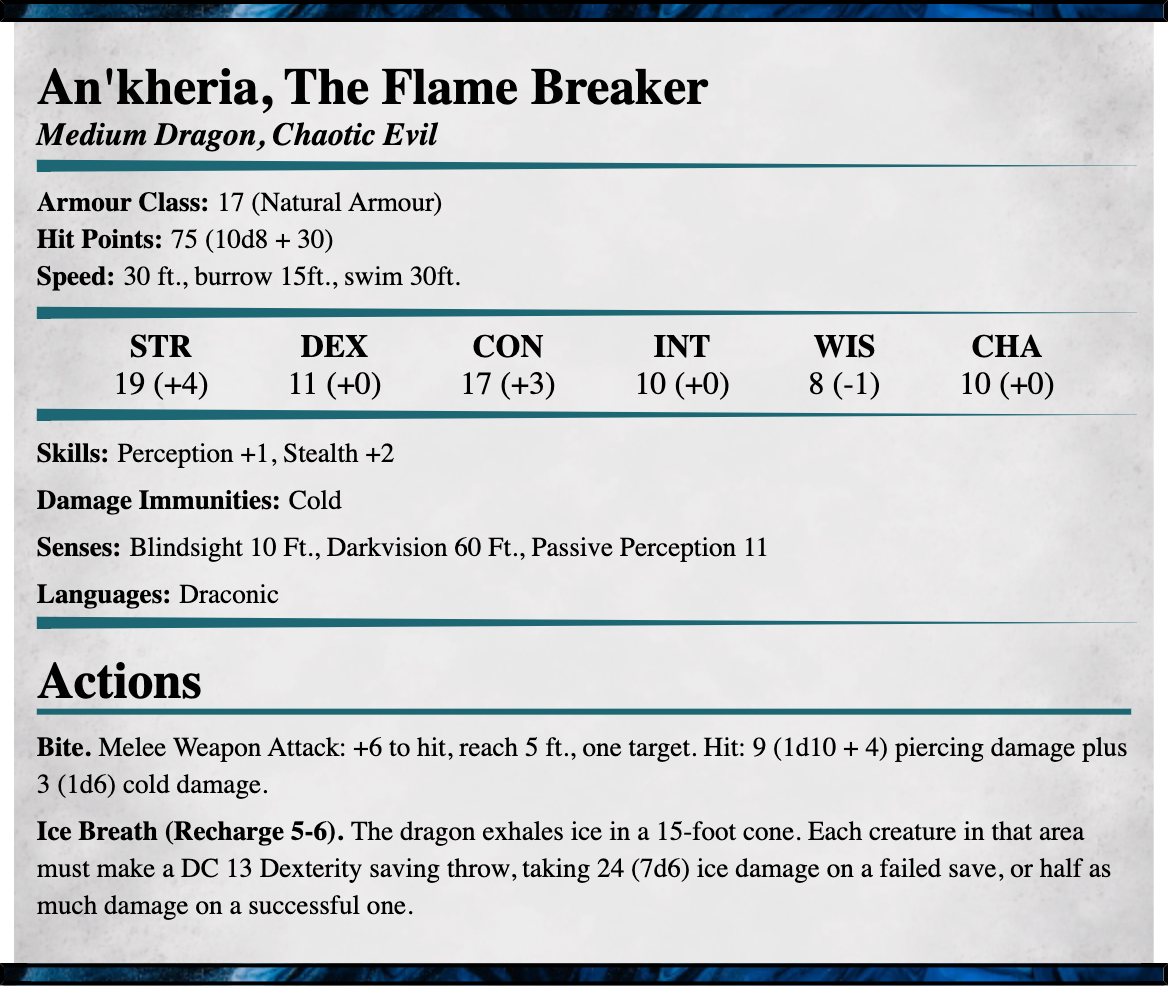 An'kheria, The Flame Breaker
Medium Dragon, Chaotic Evil
Armour Class: 17 (Natural Armour)
Hit Points: 75 (10d8 + 30)
Speed: 30 ft., burrow 15ft., swim 30ft.
STR DEX CON INT WIS CHA
19 (+4) 11 (+0) 17 (+3) 10 (+0) 8 (-1) 10 (+0)
Skills: Perception +1, Stealth +2
Damage Immunities: Cold
Senses: Blindsight 10 Ft., Darkvision 60 Ft., Passive Perception 11
Languages: Draconic
Actions
Bite. Melee Weapon Attack: +6 to hit, reach 5 ft., one target. Hit: 9 (1d10 + 4) piercing damage plus
3 (1d6) cold damage.
Ice Breath (Recharge 5-6). The dragon exhales ice in a 15-foot cone. Each creature in that area
must make a DC 13 Dexterity saving throw, taking 24 (7d6) ice damage on a failed save, or half as
much damage on a successful one.